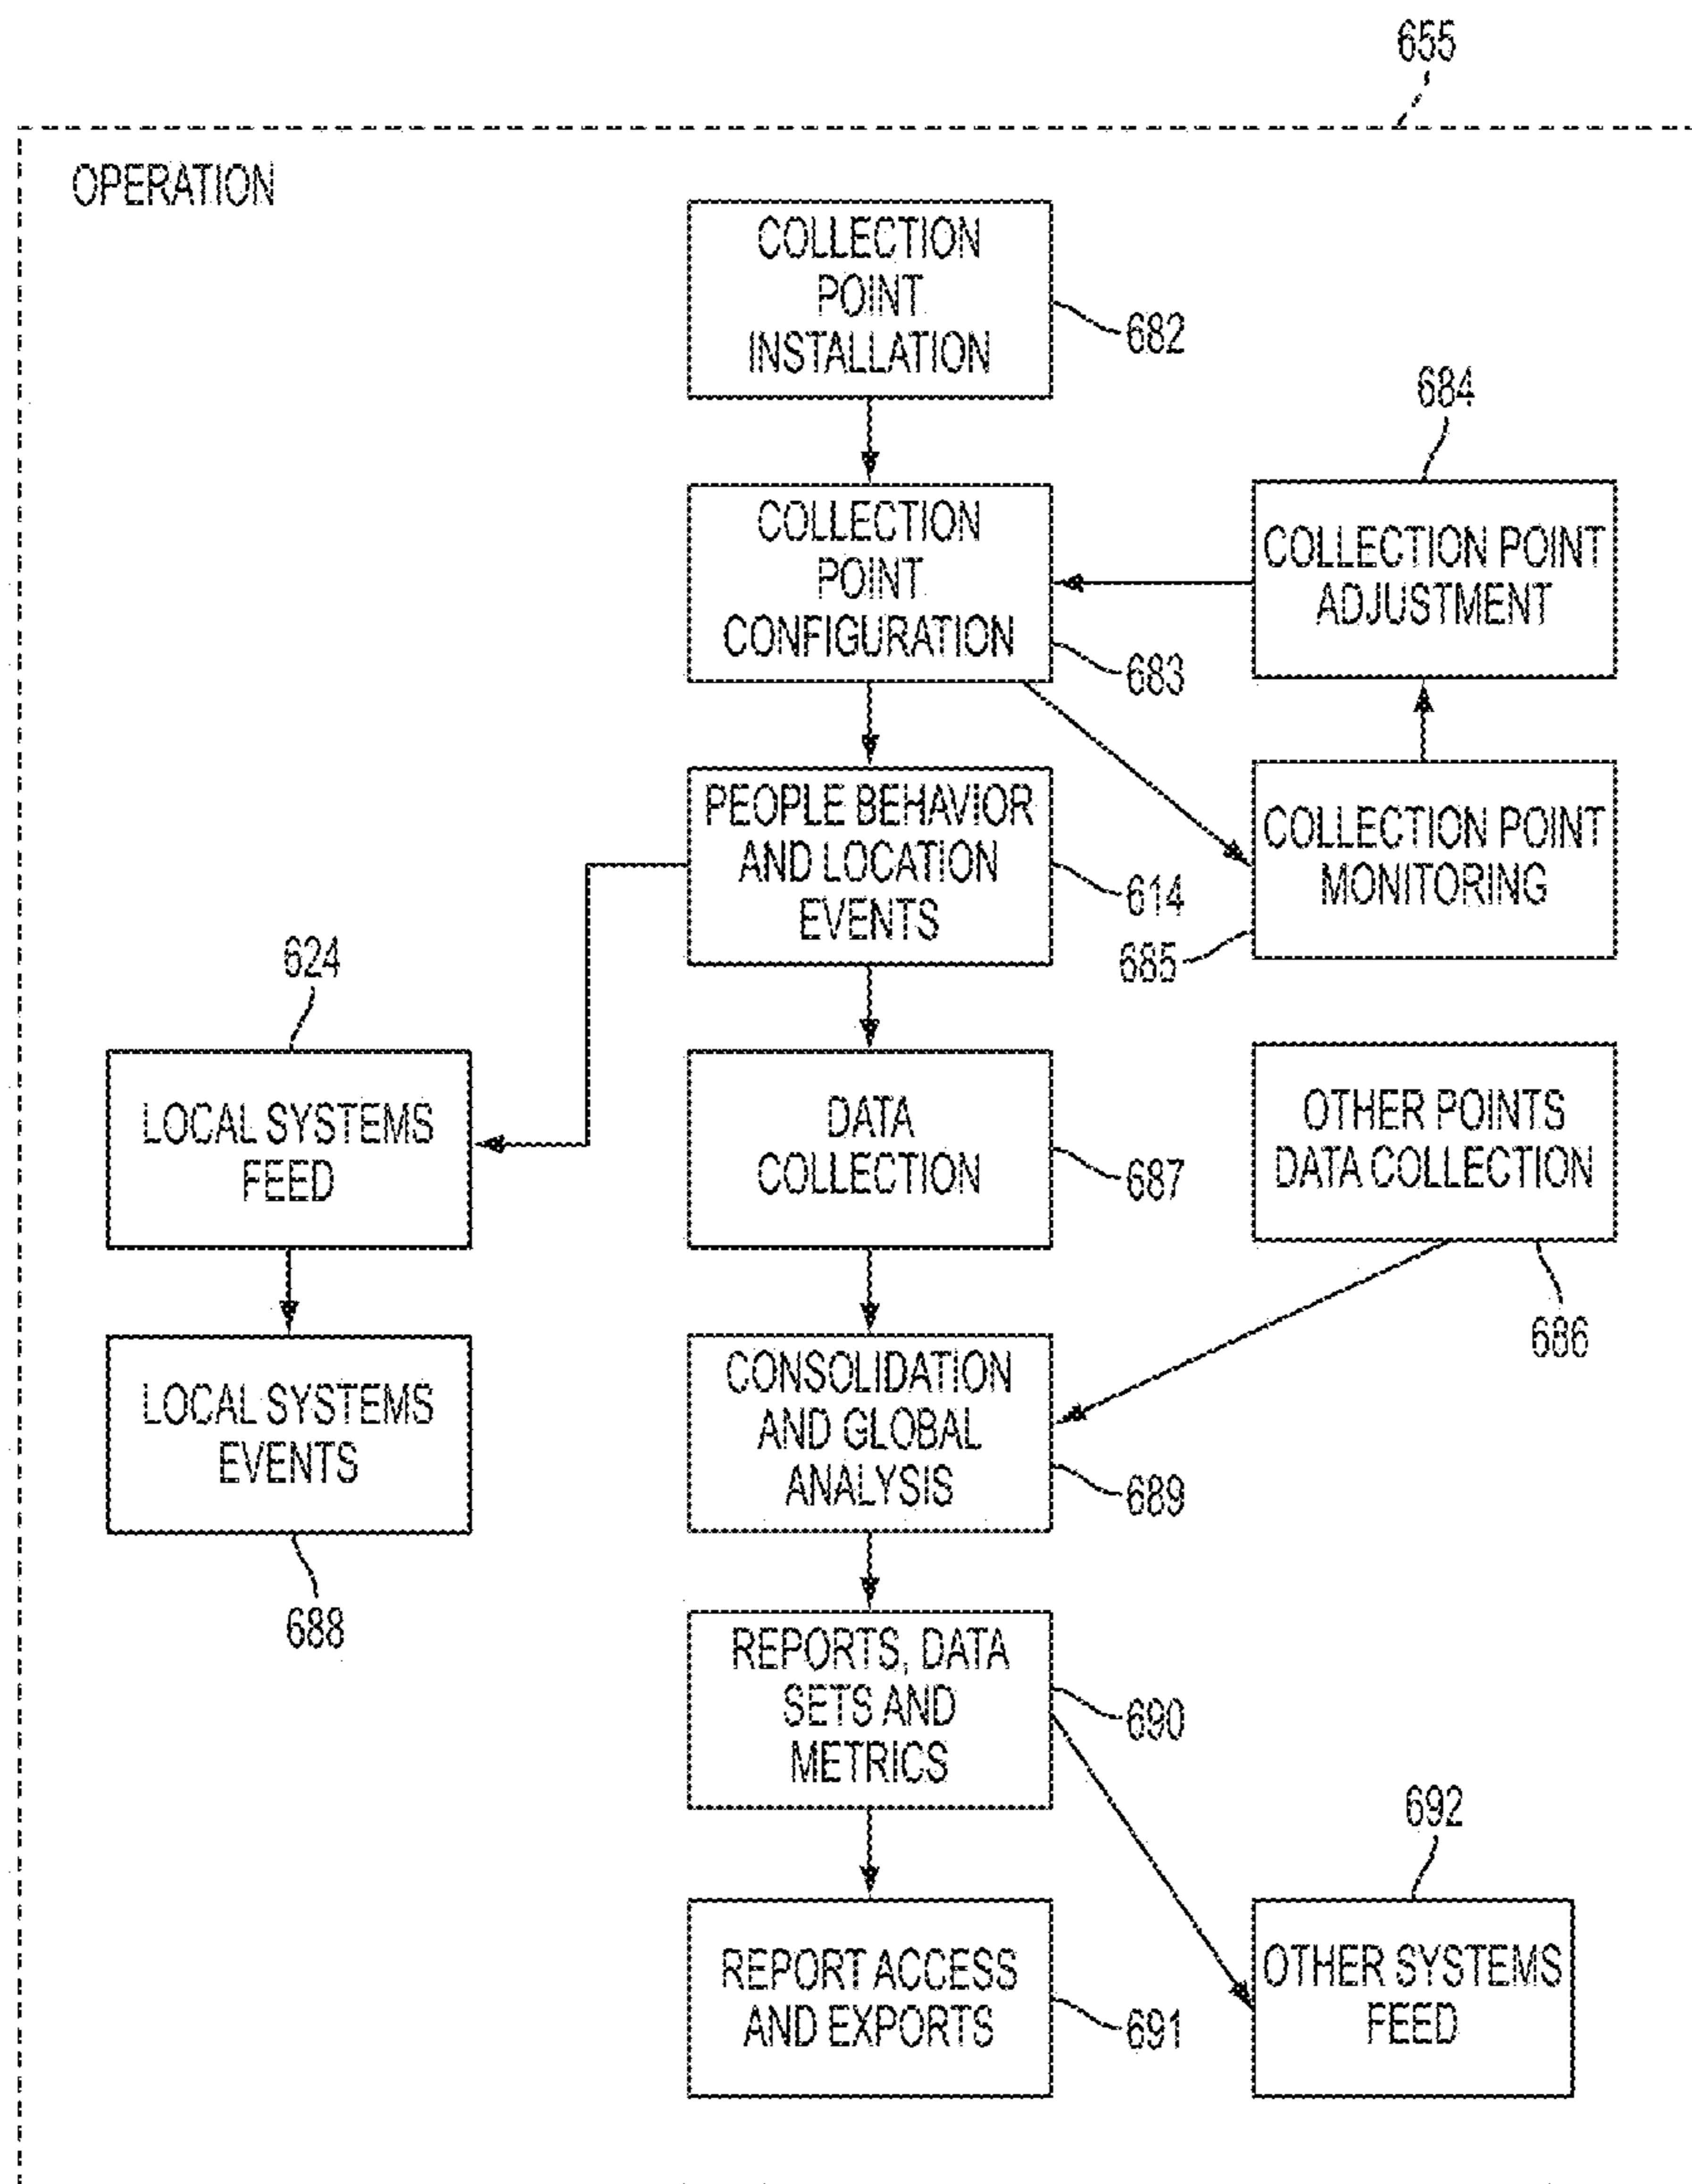 655
OPERATION
COLLECTION
POINT
INSTALLATION
682
684
COLLECTION
POINT
CONFIGURATION
683
COLLECTION POINT
ADJUSTMENT
PEOPLE BEHAVIOR
AND LOCATION
EVENTS
614
COLLECTION POINT
MONITORING
685
624
LOCAL SYSTEMS
FEED
DATA
COLLECTION
687
OTHER POINTS
DATA COLLECTION
686
LOCAL SYSTEMS
EVENTS
688
CONSOLIDATION
AND GLOBAL
ANALYSIS
689
REPORTS, DATA
SETS AND
METRICS
690
692
REPORT ACCESS
AND EXPORTS
691
OTHER SYSTEMS
FEED